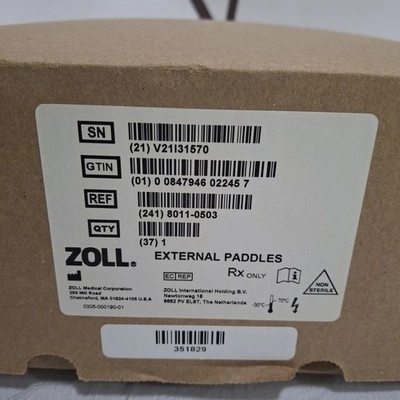 SN
(21) V21I31570
GTIN
(01) 0 0847946 02245 7
REF
(241) 8011-0503
QTY
(37) 1
ZOLL® EXTERNAL PADDLES
EC REP Rx ONLY NON STERILE
ZOLL Medical Corporation
269 Mill Road
Chelmsford, MA 01824-4105 U.S.A
ZOLL International Holding B.V.
Newtonweg 18
6662 PV ELST, The Netherlands
-30°C 70°C
0305-000190-01
351829